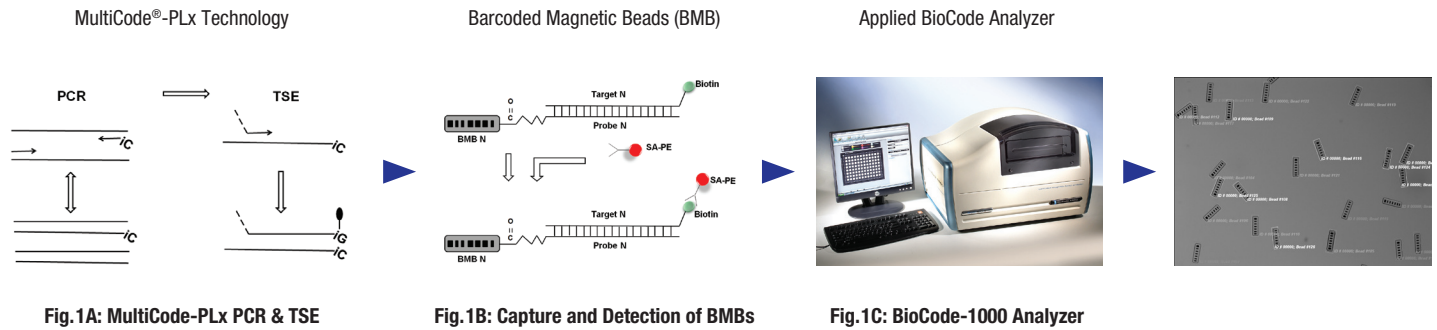 MultiCode®-PLx Technology
Barcoded Magnetic Beads (BMB)
Applied BioCode Analyzer
PCR
TSE
iC
iC
iC
iG
iC
Biotin
Target N
O
C
Probe N
BMB N
SA-PE
SA-PE
Biotin
Target N
O
C
Probe N
BMB N
Fig.1A: MultiCode-PLx PCR & TSE
Fig.1B: Capture and Detection of BMBs
Fig.1C: BioCode-1000 Analyzer